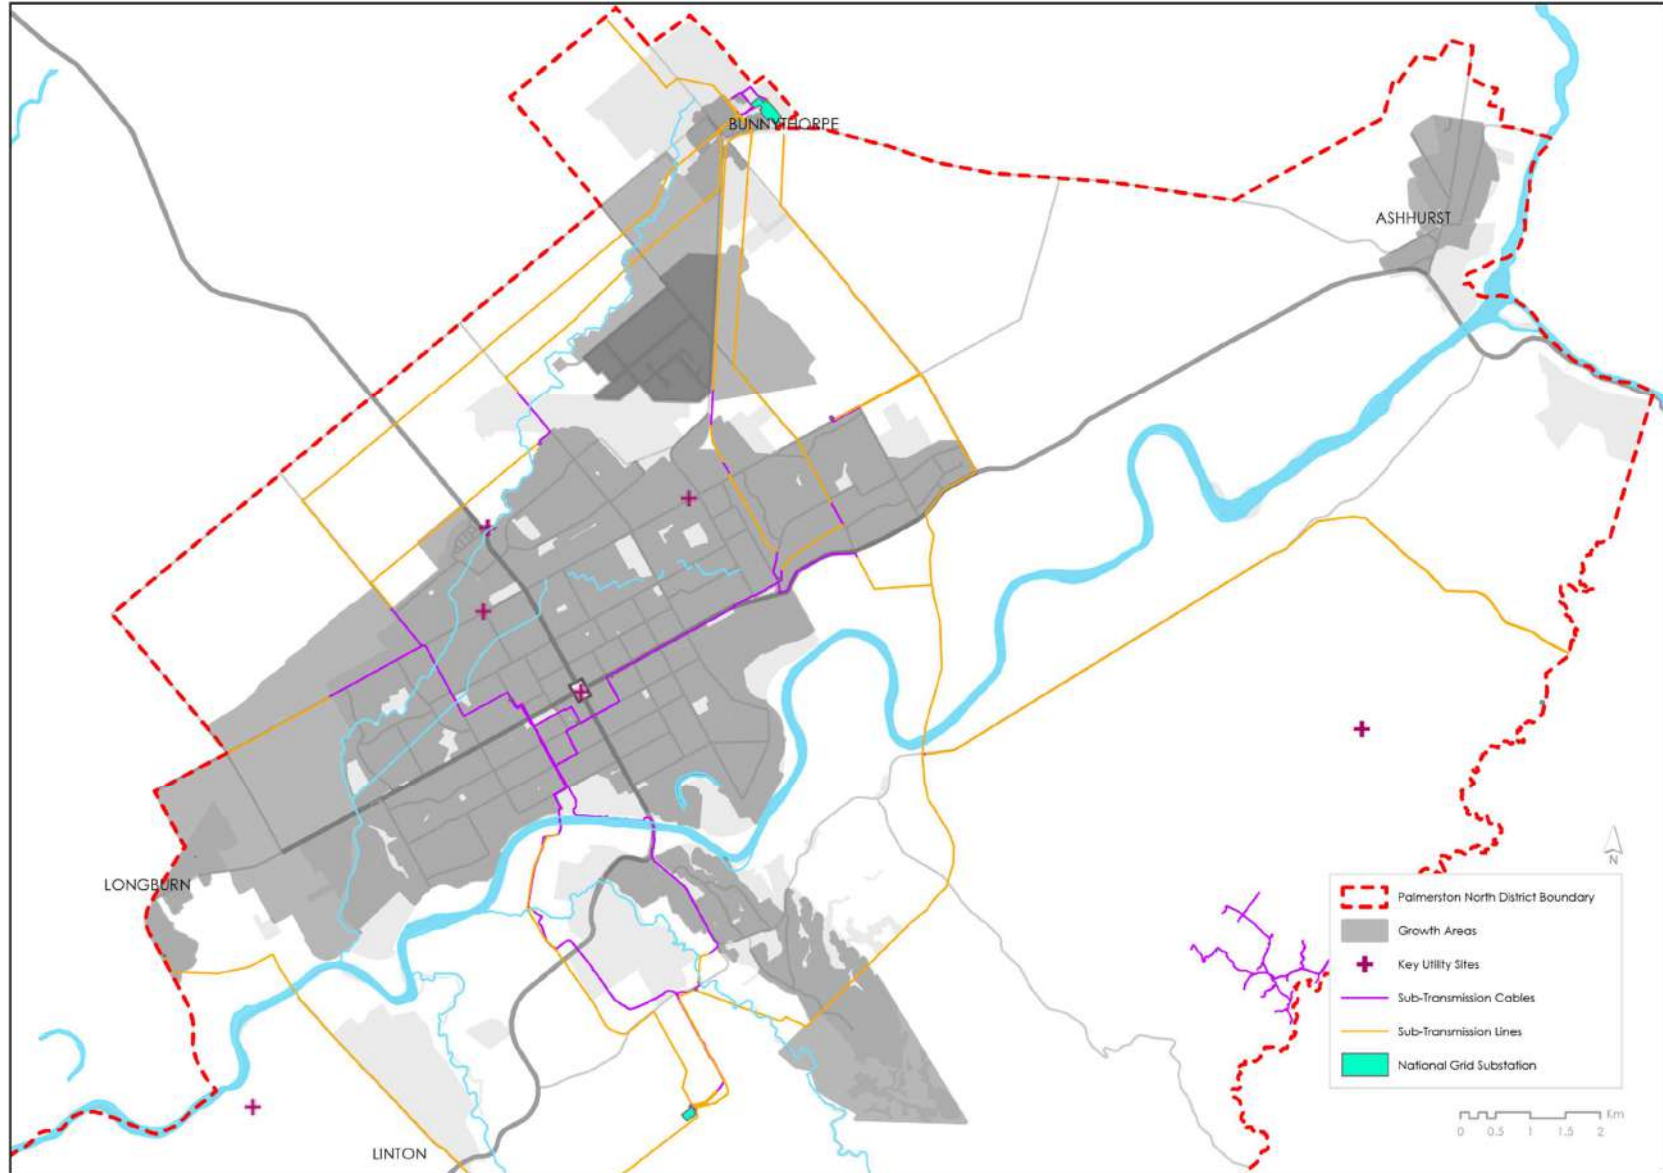 BUNNYTHORPE
ASHHURST
LONGBURN
LINTON
N
Palmerston North District Boundary
Growth Areas
Key Utility Sites
Sub-Transmission Cables
Sub-Transmission Lines
National Grid Substation
Km
0 0.5 1 1.5 2